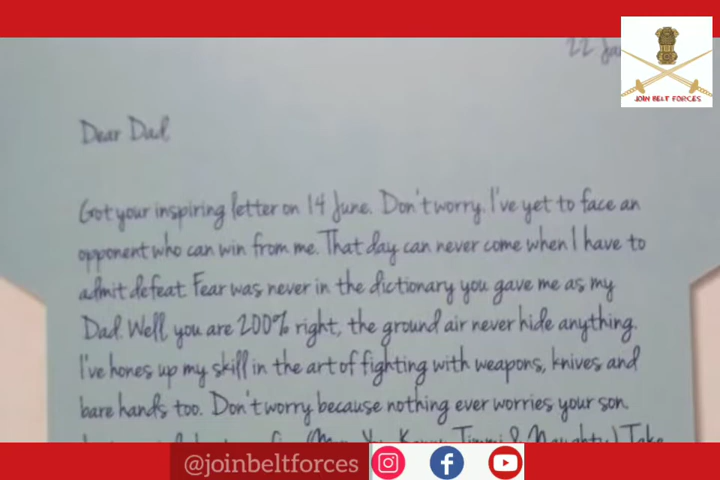 22
JOIN BELT FORCES
Dear Dad
Got your inspiring letter on 14 June. Don't worry. I've yet to face an
opponent who can win from me. That day can never come when I have to
admit defeat. Fear was never in the dictionary you gave me as my
Dad. Well, you are 200% right, the ground air never hide anything.
I've hones up my skill in the art of fighting with weapons, knives and
bare hands too. Don't worry because nothing ever worries your son.
Naughty) Take
@joinbeltforces